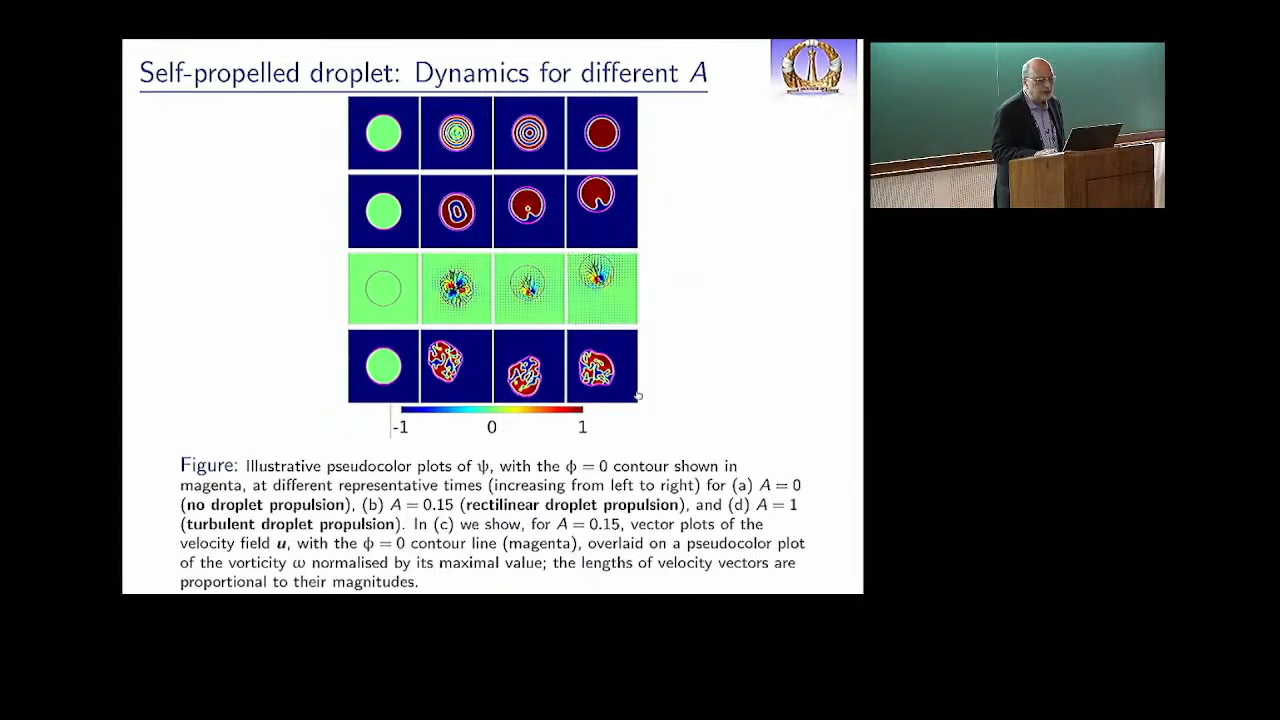 Self-propelled droplet: Dynamics for different A
-1 0 1
Figure: Illustrative pseudocolor plots of ψ, with the ϕ = 0 contour shown in
magenta, at different representative times (increasing from left to right) for (a) A = 0
(no droplet propulsion), (b) A = 0.15 (rectilinear droplet propulsion), and (d) A = 1
(turbulent droplet propulsion). In (c) we show, for A = 0.15, vector plots of the
velocity field u, with the ϕ = 0 contour line (magenta), overlaid on a pseudocolor plot
of the vorticity ω normalised by its maximal value; the lengths of velocity vectors are
proportional to their magnitudes.